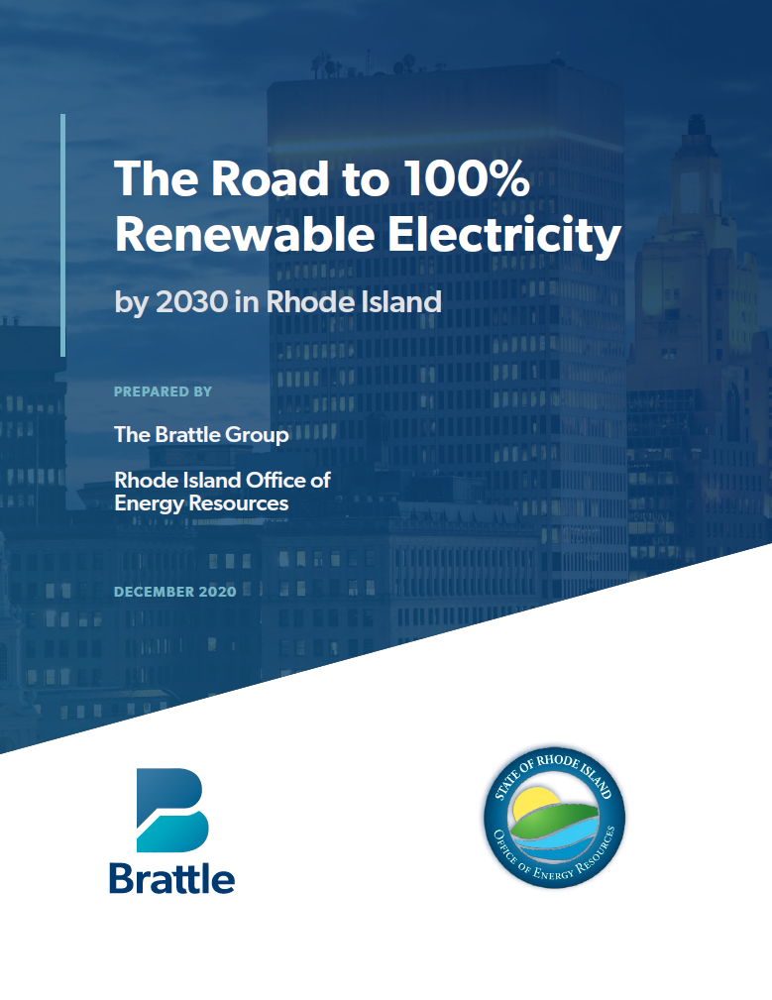 The Road to 100%
Renewable Electricity
by 2030 in Rhode Island
PREPARED BY
The Brattle Group
Rhode Island Office of
Energy Resources
DECEMBER 2020
Brattle
STATE OF RHODE ISLAND
OFFICE OF ENERGY RESOURCES